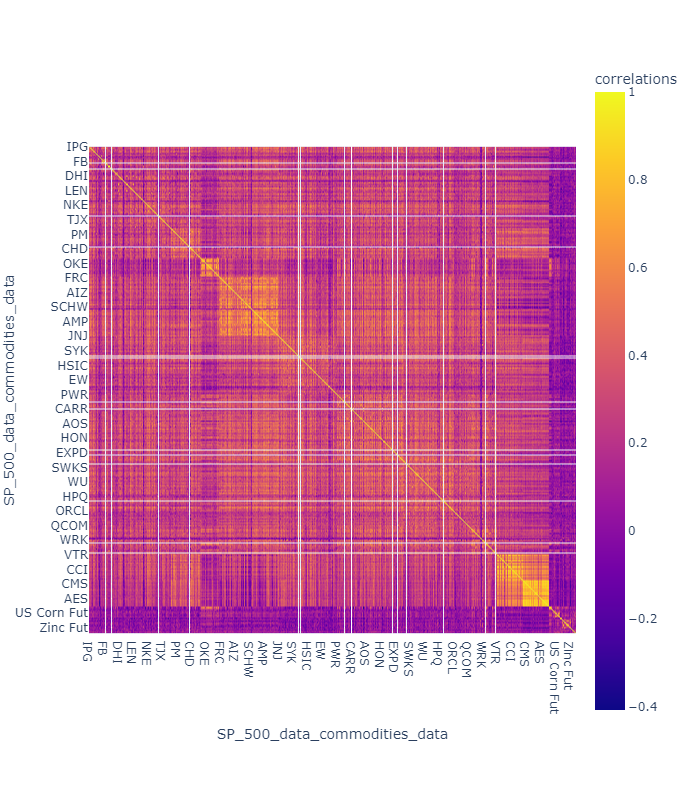 correlations
1
0.8
0.6
0.4
0.2
0
−0.2
−0.4
SP_500_data_commodities_data
IPG
FB
DHI
LEN
NKE
TJX
PM
CHD
OKE
FRC
AIZ
SCHW
AMP
JNJ
SYK
HSIC
EW
PWR
CARR
AOS
HON
EXPD
SWKS
WU
HPQ
ORCL
QCOM
WRK
VTR
CCI
CMS
AES
US Corn Fut
Zinc Fut
IPG
FB
DHI
LEN
NKE
TJX
PM
CHD
OKE
FRC
AIZ
SCHW
AMP
JNJ
SYK
HSIC
EW
PWR
CARR
AOS
HON
EXPD
SWKS
WU
HPQ
ORCL
QCOM
WRK
VTR
CCI
CMS
AES
US Corn Fut
Zinc Fut
SP_500_data_commodities_data